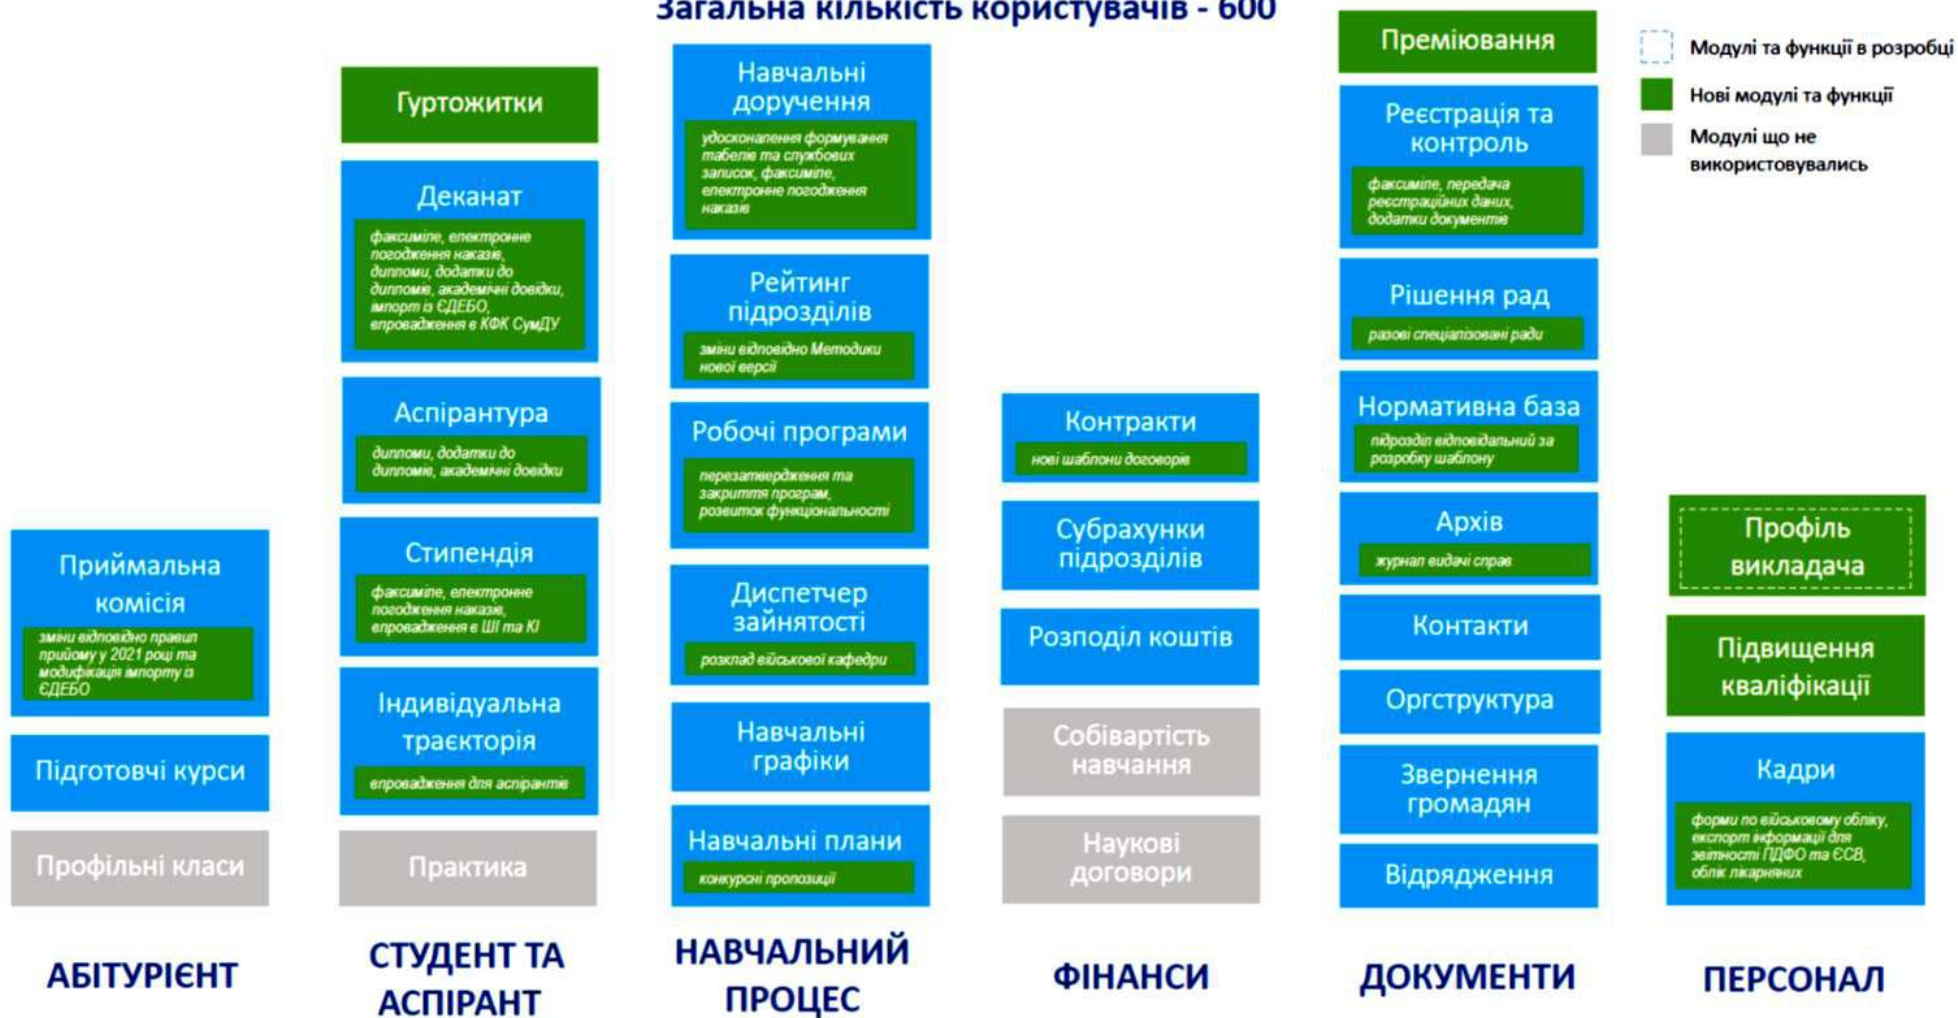 Загальна кількість користувачів - 600
Модулі та функції в розробці
Нові модулі та функції
Модулі що не
використовувались
Приймальна
комісія
зміни відповідно правил
прийому у 2021 році та
модифікація імпорту із
ЄДЕБО
Підготовчі курси
Профільні класи
АБІТУРІЄНТ
Гуртожитки
Деканат
факсиміле, електронне
погодження наказів,
дипломи, додатки до
дипломів, академічні довідки,
імпорт із ЄДЕБО,
впровадження в КФК СумДУ
Аспірантура
дипломи, додатки до
дипломів, академічні довідки
Стипендія
факсиміле, електронне
погодження наказів,
впровадження в ШІ та КІ
Індивідуальна
траєкторія
впровадження для аспірантів
Практика
СТУДЕНТ ТА
АСПІРАНТ
Навчальні
доручення
удосконалення формування
табелів та службових
записок, факсиміле,
електронне погодження
наказів
Рейтинг
підрозділів
зміни відповідно Методики
нової версії
Робочі програми
перезатвердження та
закриття програм,
розвиток функціональності
Диспетчер
зайнятості
розклад військової кафедри
Навчальні
графіки
Навчальні плани
конкурсні пропозиції
НАВЧАЛЬНИЙ
ПРОЦЕС
Контракти
нові шаблони договорів
Субрахунки
підрозділів
Розподіл коштів
Собівартість
навчання
Наукові
договори
ФІНАНСИ
Преміювання
Реєстрація та
контроль
факсиміле, передача
реєстраційних даних,
додатки документів
Рішення рад
разові спеціалізовані ради
Нормативна база
підрозділ відповідальний за
розробку шаблону
Архів
журнал видачі справ
Контакти
Оргструктура
Звернення
громадян
Відрядження
ДОКУМЕНТИ
Профіль
викладача
Підвищення
кваліфікації
Кадри
форми по військовому обліку,
експорт інформації для
звітності ПДФО та ЄСВ,
облік лікарняних
ПЕРСОНАЛ